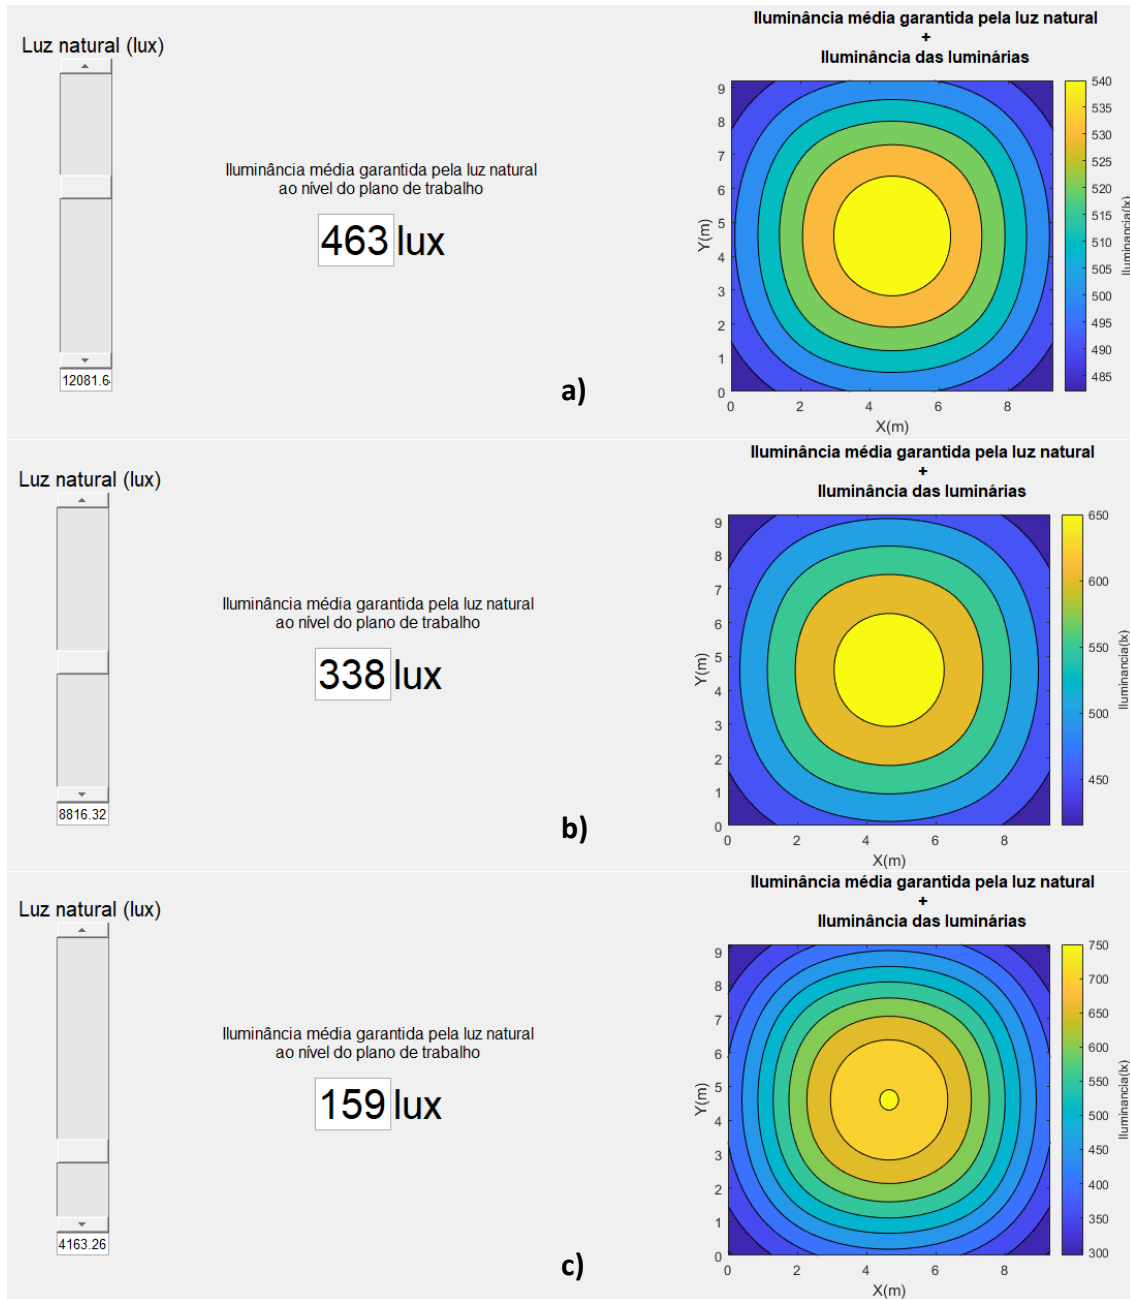 Iluminância média garantida pela luz natural
+
Iluminância das luminárias
Luz natural (lux)
12081.6
Iluminância média garantida pela luz natural
ao nível do plano de trabalho
463 lux
a)
9
8
7
6
5
4
3
2
1
0
Y(m)
0 2 4 6 8
X(m)
540
535
530
525
520
515
510
505
500
495
490
485
Iluminancia(lx)
Iluminância média garantida pela luz natural
+
Iluminância das luminárias
Luz natural (lux)
8816.32
Iluminância média garantida pela luz natural
ao nível do plano de trabalho
338 lux
b)
9
8
7
6
5
4
3
2
1
0
Y(m)
0 2 4 6 8
X(m)
650
600
550
500
450
Iluminancia(lx)
Iluminância média garantida pela luz natural
+
Iluminância das luminárias
Luz natural (lux)
4163.26
Iluminância média garantida pela luz natural
ao nível do plano de trabalho
159 lux
c)
9
8
7
6
5
4
3
2
1
0
Y(m)
0 2 4 6 8
X(m)
750
700
650
600
550
500
450
400
350
300
Iluminancia(lx)